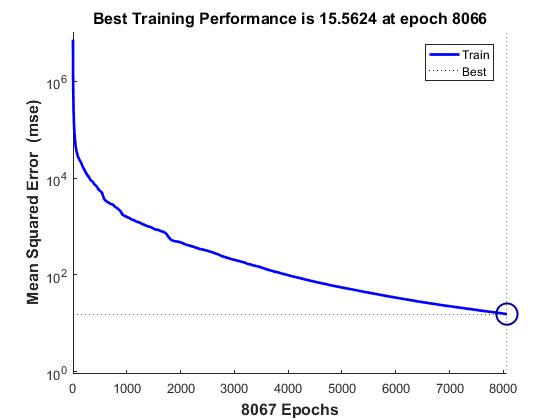 Best Training Performance is 15.5624 at epoch 8066
Train
Best
Mean Squared Error (mse)
10^6
10^4
10^2
10^0
0 1000 2000 3000 4000 5000 6000 7000 8000
8067 Epochs